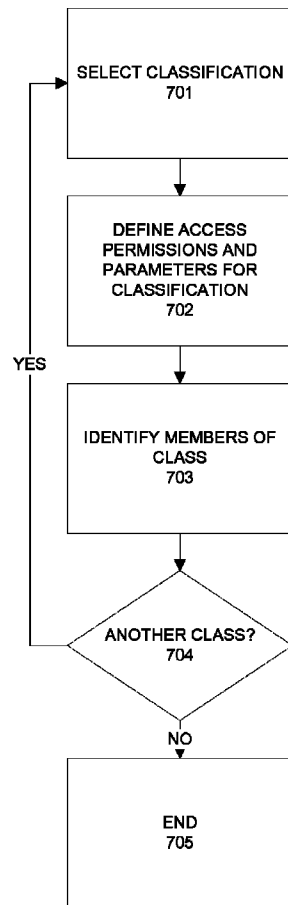 SELECT CLASSIFICATION
701
DEFINE ACCESS
PERMISSIONS AND
PARAMETERS FOR
CLASSIFICATION
702
YES
IDENTIFY MEMBERS OF
CLASS
703
ANOTHER CLASS?
704
NO
END
705